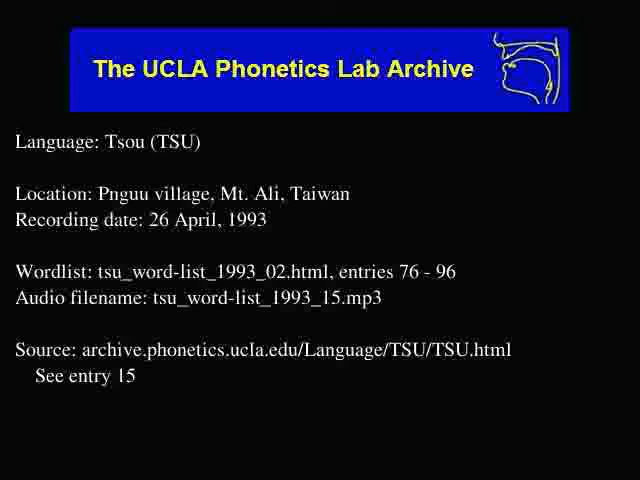 The UCLA Phonetics Lab Archive
Language: Tsou (TSU)
Location: Pnguu village, Mt. Ali, Taiwan
Recording date: 26 April, 1993
Wordlist: tsu_word-list_1993_02.html, entries 76 - 96
Audio filename: tsu_word-list_1993_15.mp3
Source: archive.phonetics.ucla.edu/Language/TSU/TSU.html
See entry 15